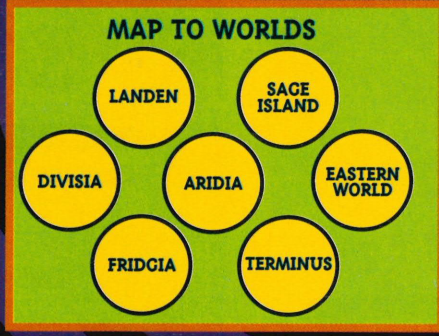 MAP TO WORLDS
LANDEN
SAGE
ISLAND
DIVISIA
ARIDIA
EASTERN
WORLD
FRIDGIA
TERMINUS